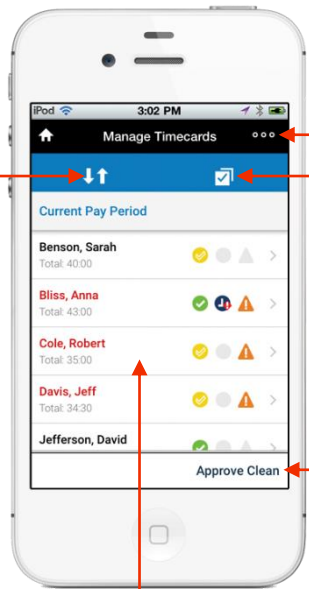 iPod 3:02 PM
Manage Timecards
Current Pay Period
Benson, Sarah
Total: 40:00
Bliss, Anna
Total: 43:00
Cole, Robert
Total: 35:00
Davis, Jeff
Total: 34:30
Jefferson, David
Approve Clean